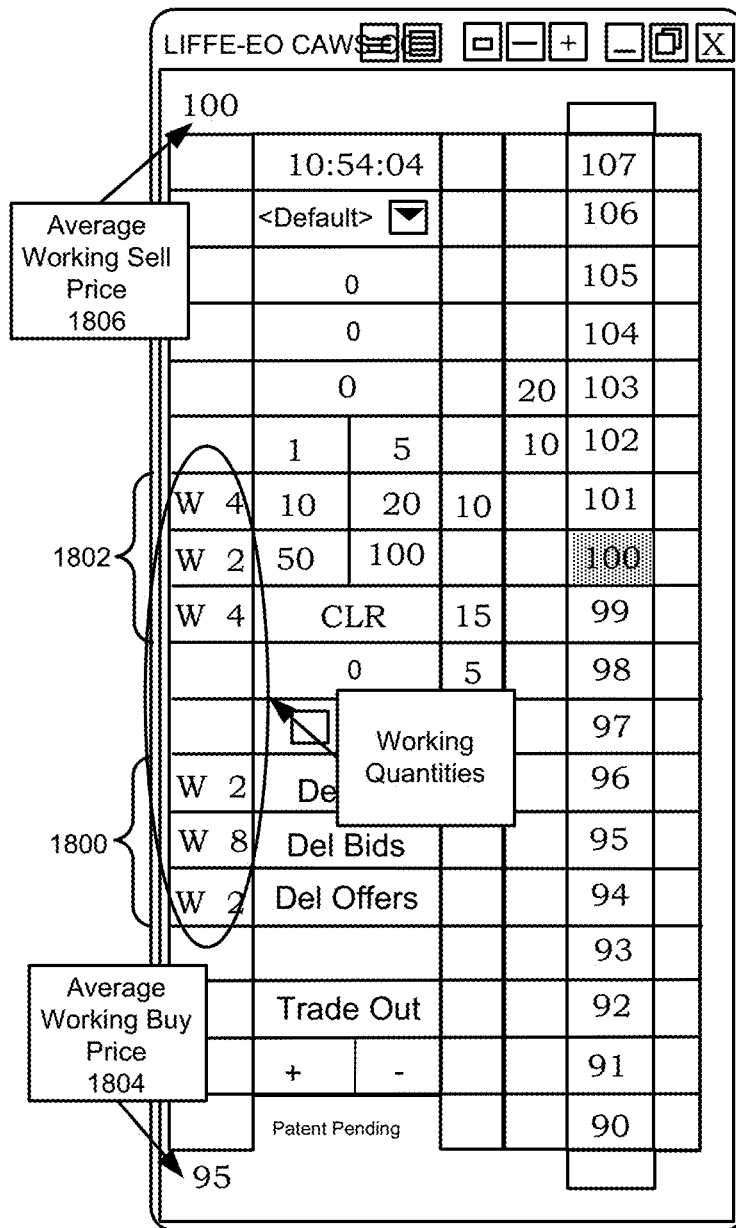 LIFFE-EO CAWS
100
10:54:04 107
Average Working Sell Price 1806
<Default> 106
0 105
0 104
0 20 103
1 5 10 102
1802
W 4 10 20 10 101
W 2 50 100 100
W 4 CLR 15 99
0 5 98
97
Working Quantities
1800
W 2 De 96
W 8 Del Bids 95
W 2 Del Offers 94
93
Average Working Buy Price 1804
Trade Out 92
+ - 91
Patent Pending 90
95